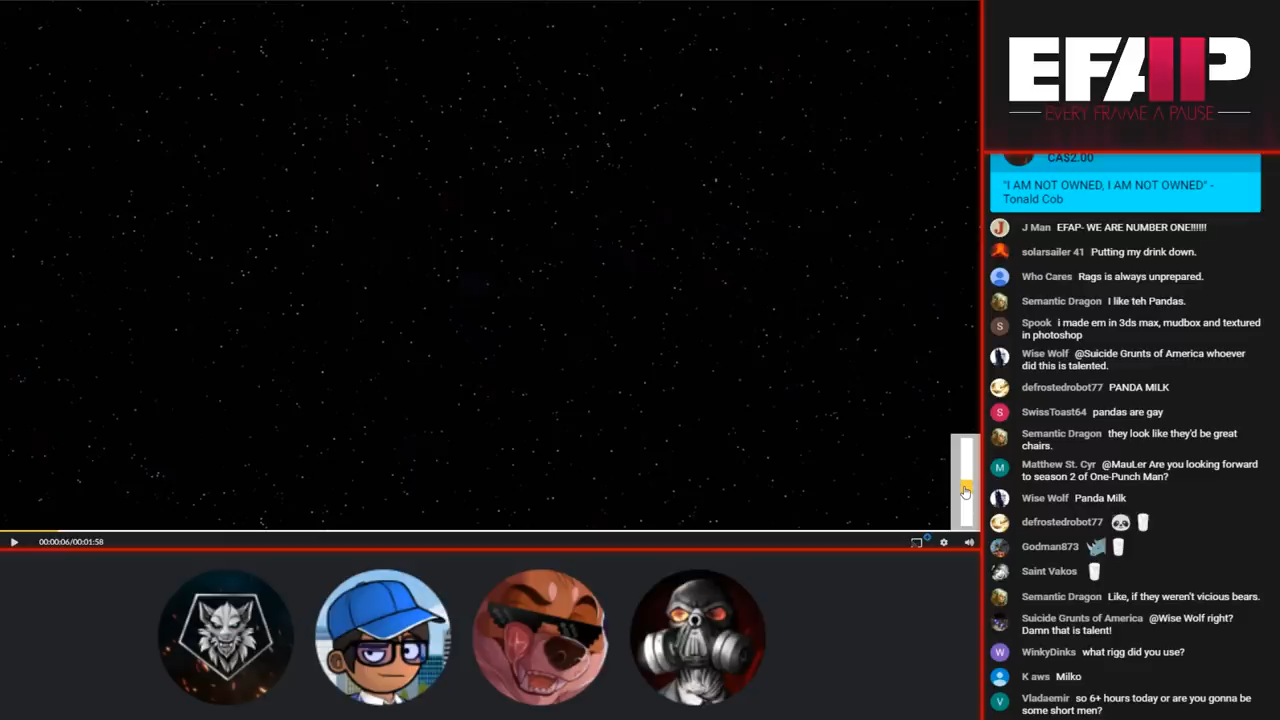 EFAP
EVERY FRAME A PAUSE
CA$2.00
"I AM NOT OWNED, I AM NOT OWNED" -
Tonald Cob
J Man EFAP- WE ARE NUMBER ONE!!!!!!
solarsailer 41 Putting my drink down.
Who Cares Rags is always unprepared.
Semantic Dragon I like teh Pandas.
S Spook i made em in 3ds max, mudbox and textured
in photoshop
Wise Wolf @Suicide Grunts of America whoever
did this is talented.
defrostedrobot77 PANDA MILK
S SwissToast64 pandas are gay
Semantic Dragon they look like they'd be great
chairs.
M Matthew St. Cyr @MauLer Are you looking forward
to season 2 of One-Punch Man?
Wise Wolf Panda Milk
defrostedrobot77
Godman873
Saint Vakos
Semantic Dragon Like, if they weren't vicious bears.
Suicide Grunts of America @Wise Wolf right?
Damn that is talent!
W WinkyDinks what rigg did you use?
K aws Milko
V Vladaemir so 6+ hours today or are you gonna be
some short men?
00:00:06/00:01:58